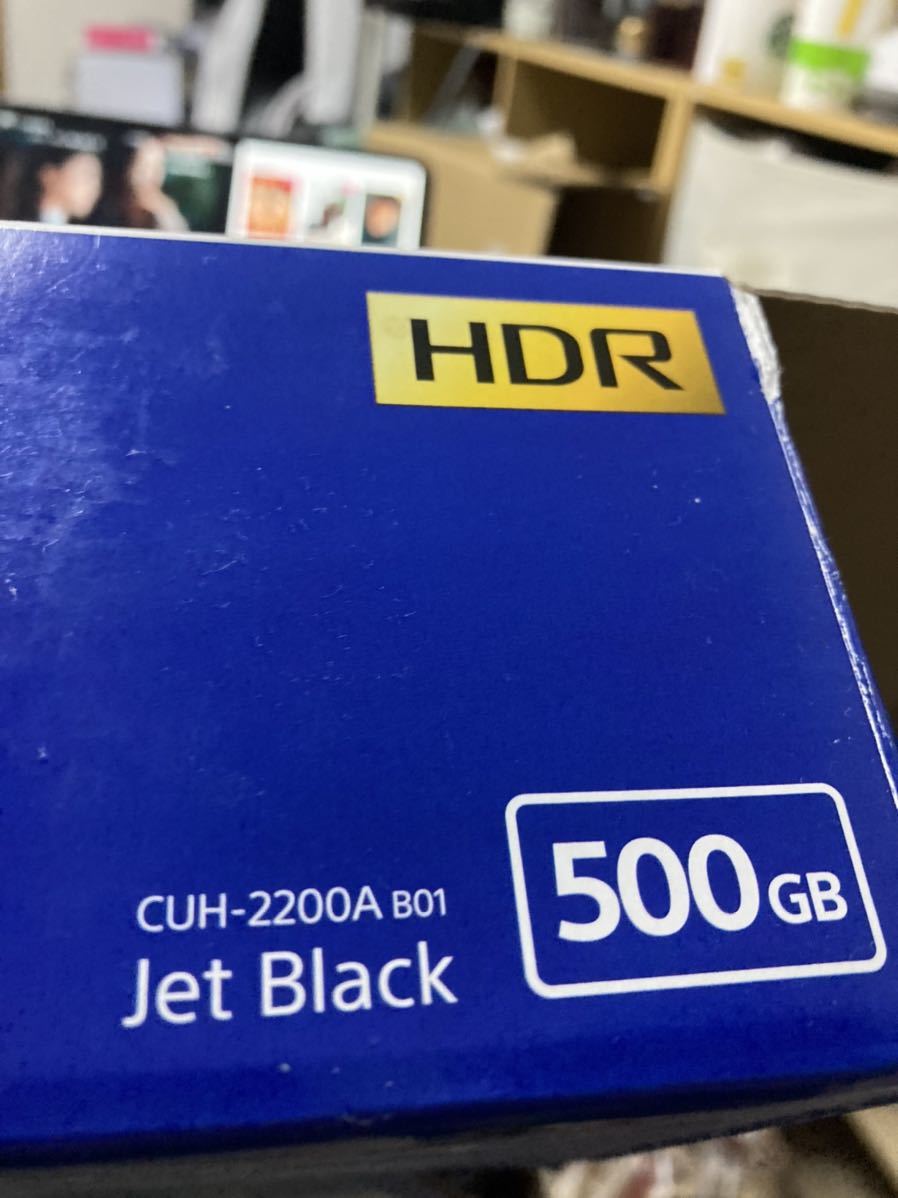 HDR
CUH-2200A B01
Jet Black
500GB